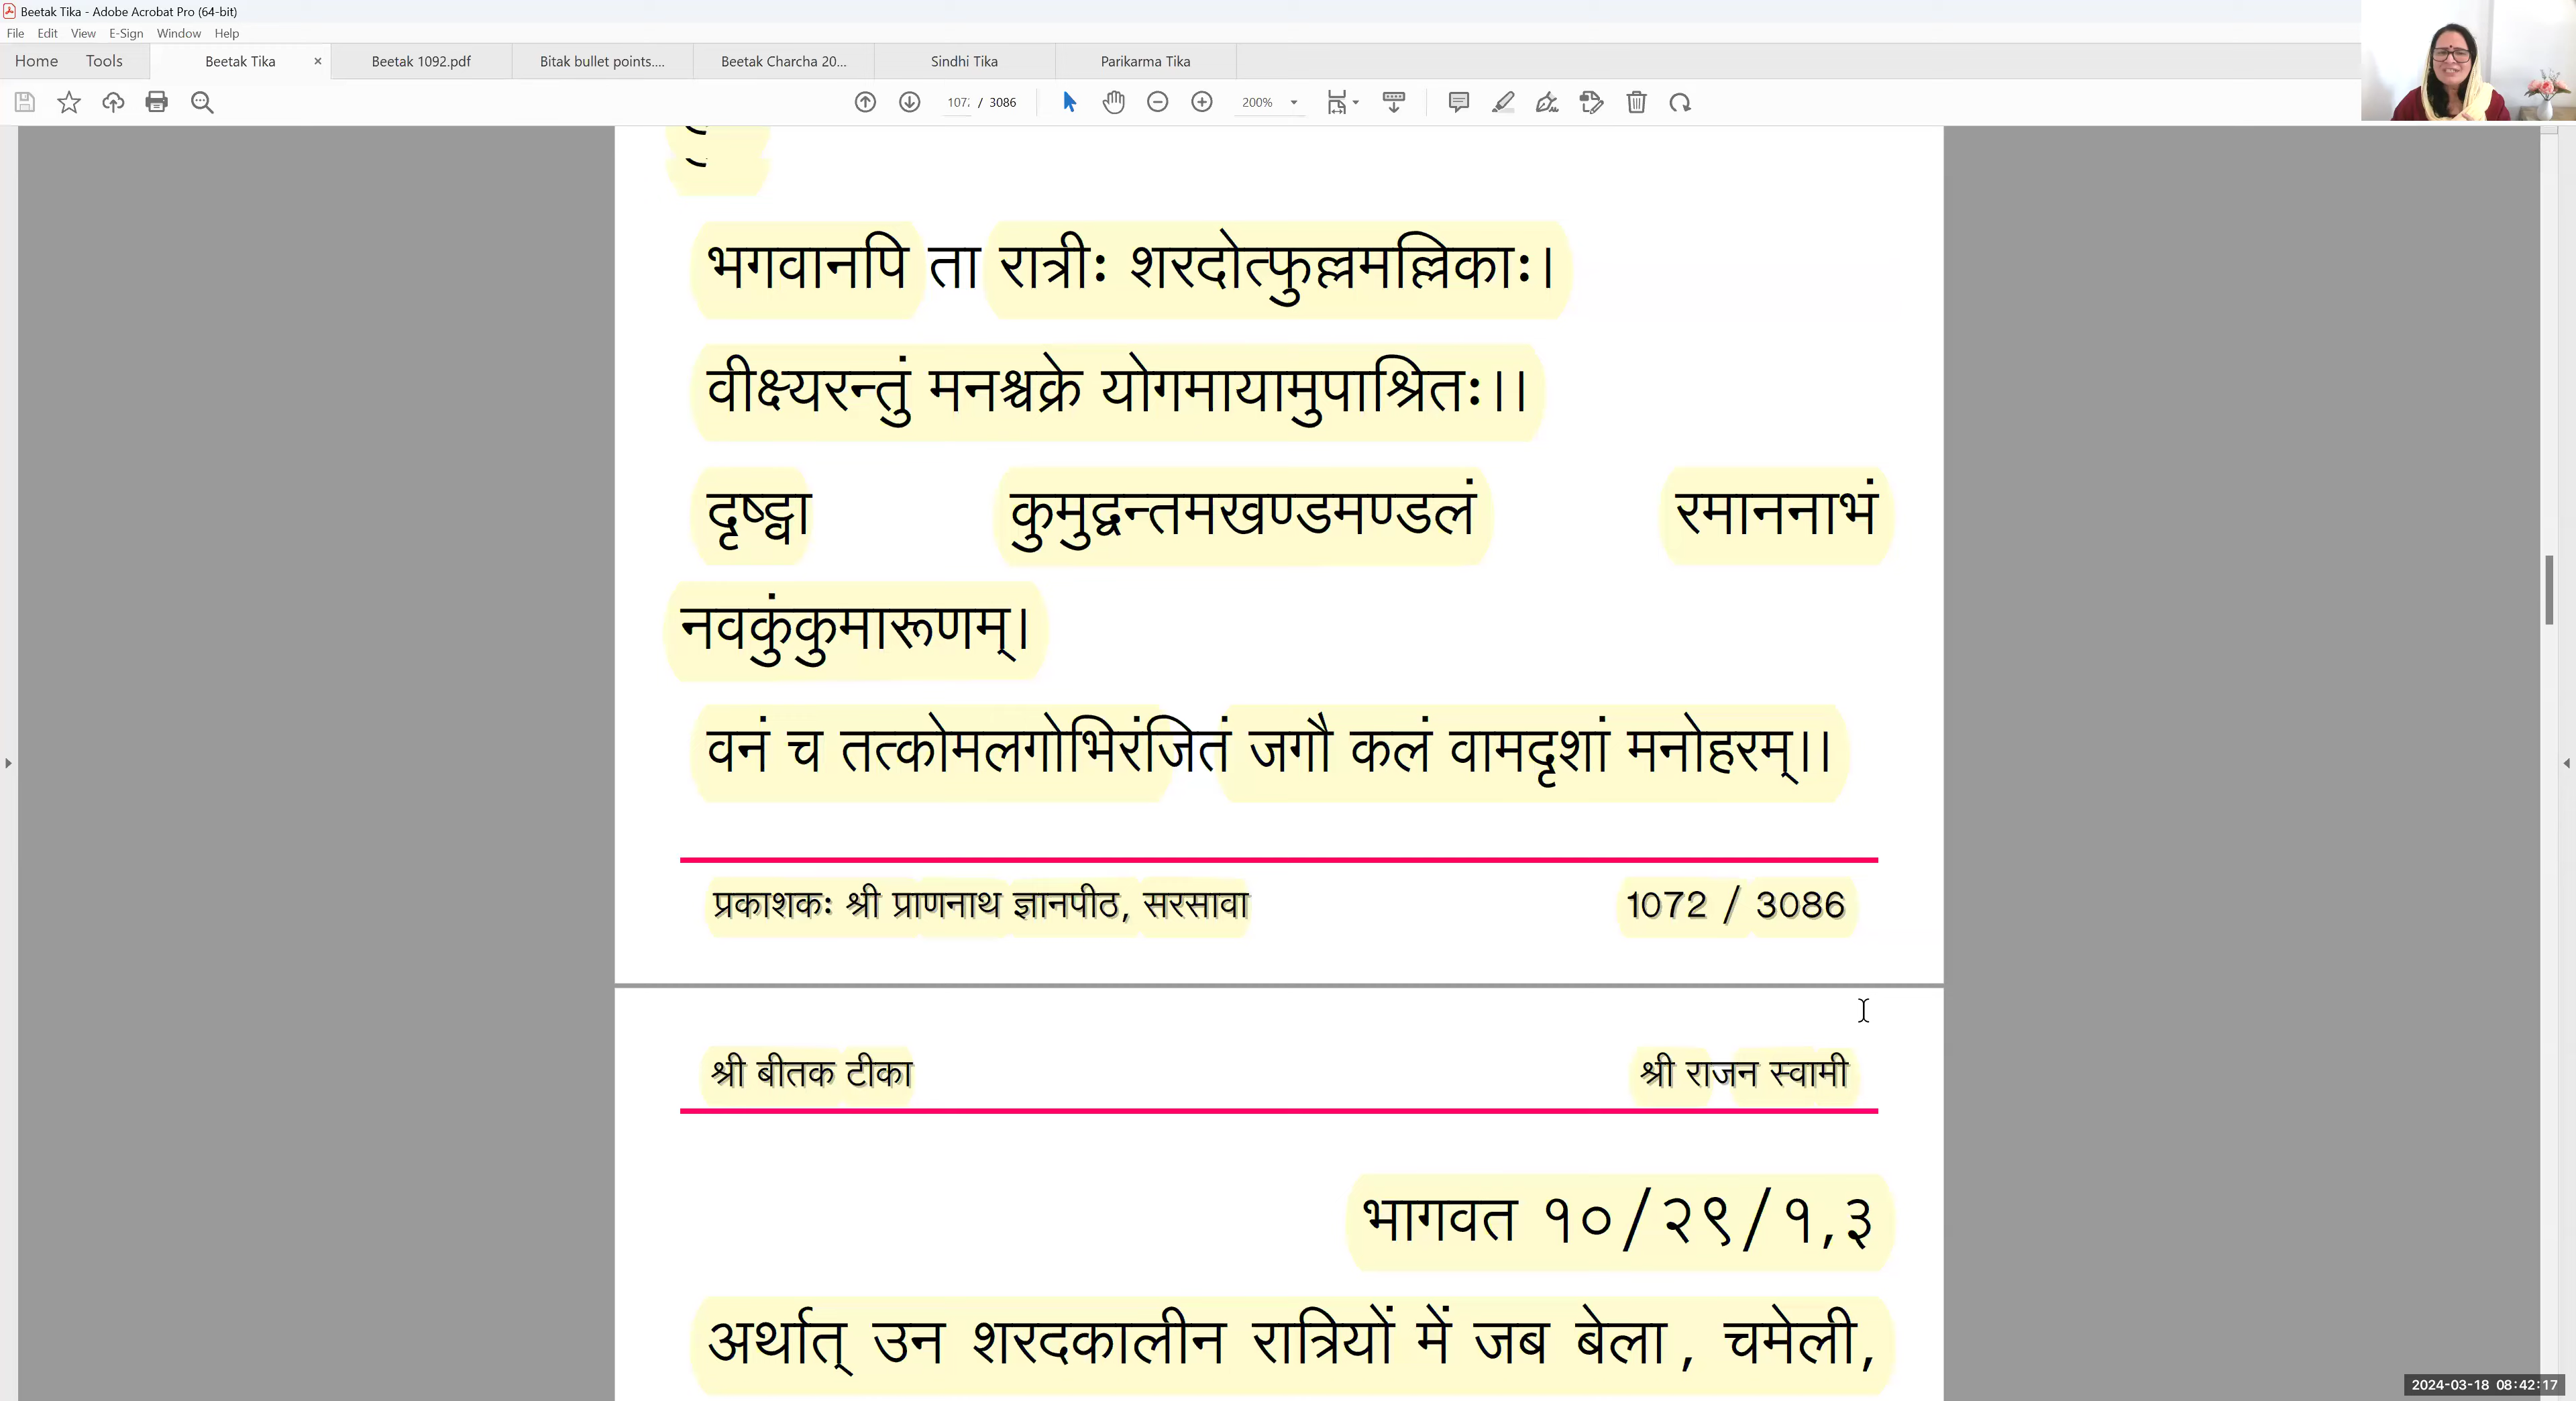 Beetak Tika - Adobe Acrobat Pro (64-bit)
File Edit View E-Sign Window Help
Home Tools Beetak Tika × Beetak 1092.pdf Bitak bullet points.... Beetak Charcha 20... Sindhi Tika Parikarma Tika
107 / 3086 200%
भगवानपि ता रात्रीः शरदोत्फुल्लमल्लिकाः।
वीक्ष्यरन्तुं मनश्चक्रे योगमायामुपाश्रितः।।
दृष्ट्वा कुमुद्वन्तमखण्डमण्डलं रमाननाभं
नवकुंकुमारूणम्।
वनं च तत्कोमलगोभिरंजितं जगौ कलं वामदृशां मनोहरम्।।
प्रकाशकः श्री प्राणनाथ ज्ञानपीठ, सरसावा 1072 / 3086
श्री बीतक टीका श्री राजन स्वामी
भागवत १०/२९/१,३
अर्थात् उन शरदकालीन रात्रियों में जब बेला, चमेली,
2024-03-18 08:42:17